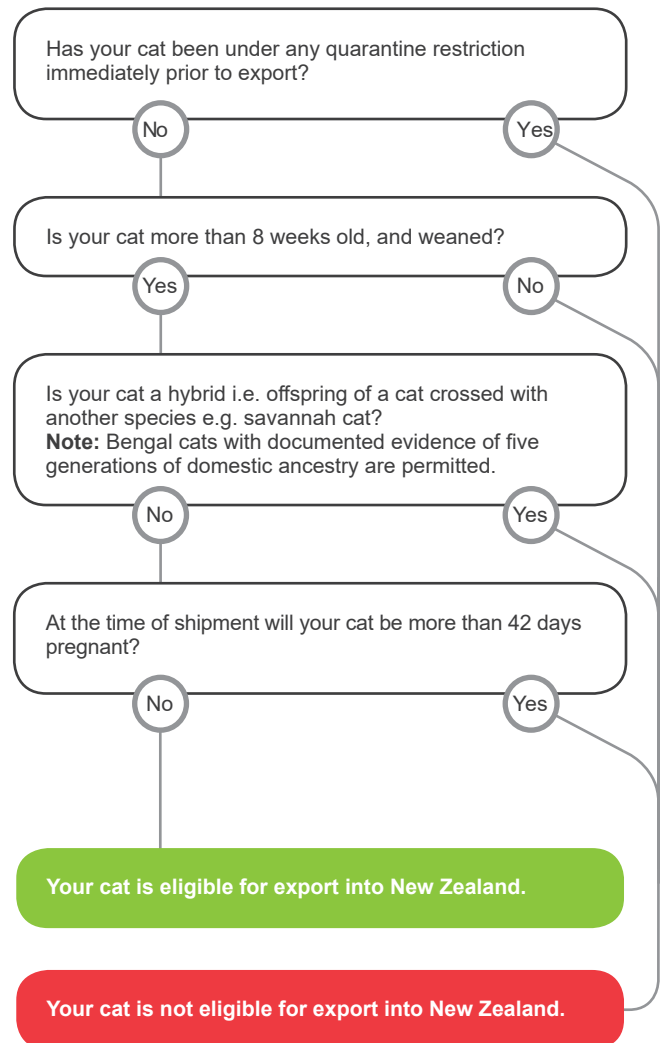 Has your cat been under any quarantine restriction
immediately prior to export?
No
Yes
Is your cat more than 8 weeks old, and weaned?
Yes
No
Is your cat a hybrid i.e. offspring of a cat crossed with
another species e.g. savannah cat?
Note: Bengal cats with documented evidence of five
generations of domestic ancestry are permitted.
No
Yes
At the time of shipment will your cat be more than 42 days
pregnant?
No
Yes
Your cat is eligible for export into New Zealand.
Your cat is not eligible for export into New Zealand.